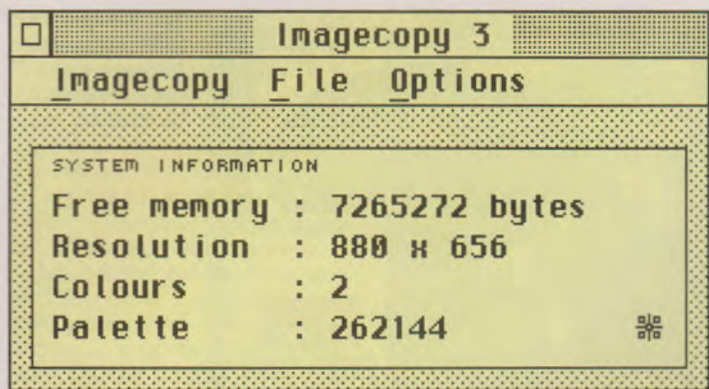 Imagecopy 3
Imagecopy File Options
SYSTEM INFORMATION
Free memory : 7265272 bytes
Resolution : 880 x 656
Colours : 2
Palette : 262144